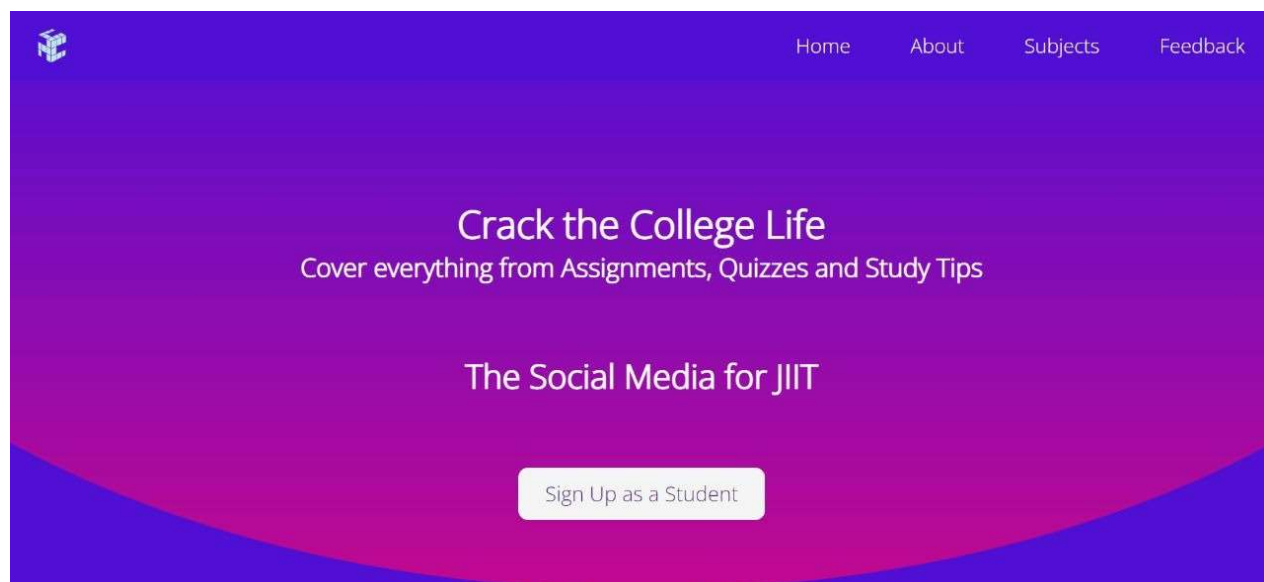 Home About Subjects Feedback
Crack the College Life
Cover everything from Assignments, Quizzes and Study Tips
The Social Media for JIIT
Sign Up as a Student